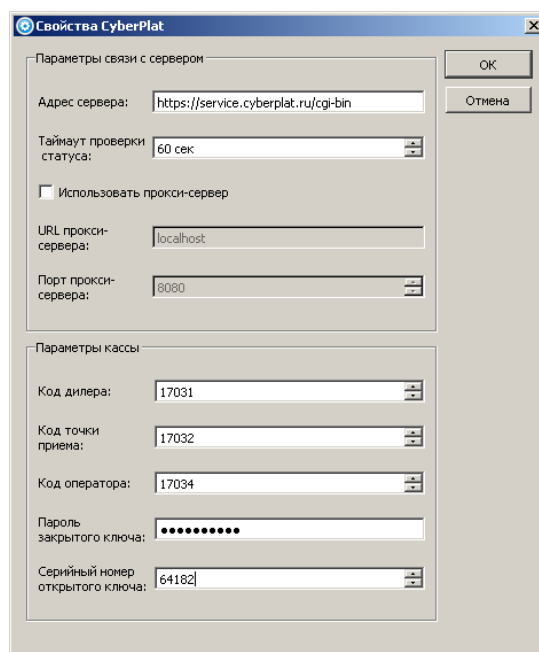 Свойства CyberPlat
Параметры связи с сервером
OK
Отмена
Адрес сервера:
https://service.cyberplat.ru/cgi-bin
Таймаут проверки
статуса:
60 сек
Использовать прокси-сервер
URL прокси-
сервера:
localhost
Порт прокси-
сервера:
8080
Параметры кассы
Код дилера:
17031
Код точки
приема:
17032
Код оператора:
17034
Пароль
закрытого ключа:
●●●●●●●●●●
Серийный номер
открытого ключа:
64182